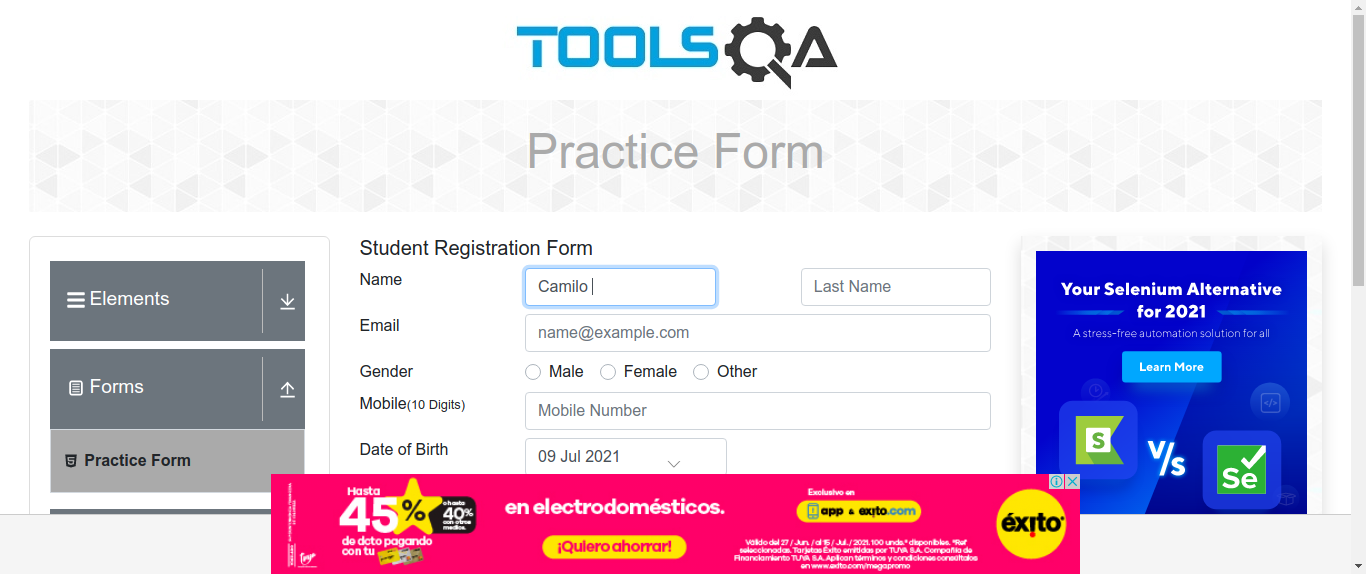 TOOLSQA
Practice Form
Elements
Forms
Practice Form
Student Registration Form
Name
Camilo
Last Name
Email
name@example.com
Gender
Male
Female
Other
Mobile(10 Digits)
Mobile Number
Date of Birth
09 Jul 2021
Your Selenium Alternative
for 2021
A stress-free automation solution for all
Learn More
S
V/s
Se
Hasta
45%
o hasta
40%
con otros
medios.
de dcto pagando
con tu
en electrodomésticos.
¡Quiero ahorrar!
Exclusivo en
app & exito.com
Válido del 27 / Jun. / al 15 / Jul. / 2021. 100 unds.* disponibles. *Ref
seleccionadas. Tarjetas Éxito emitidas por TUYA S.A. Compañía de
Financiamiento TUYA S.A. Aplican términos y condiciones consúltalos
en www.exito.com/megapromo
éxito